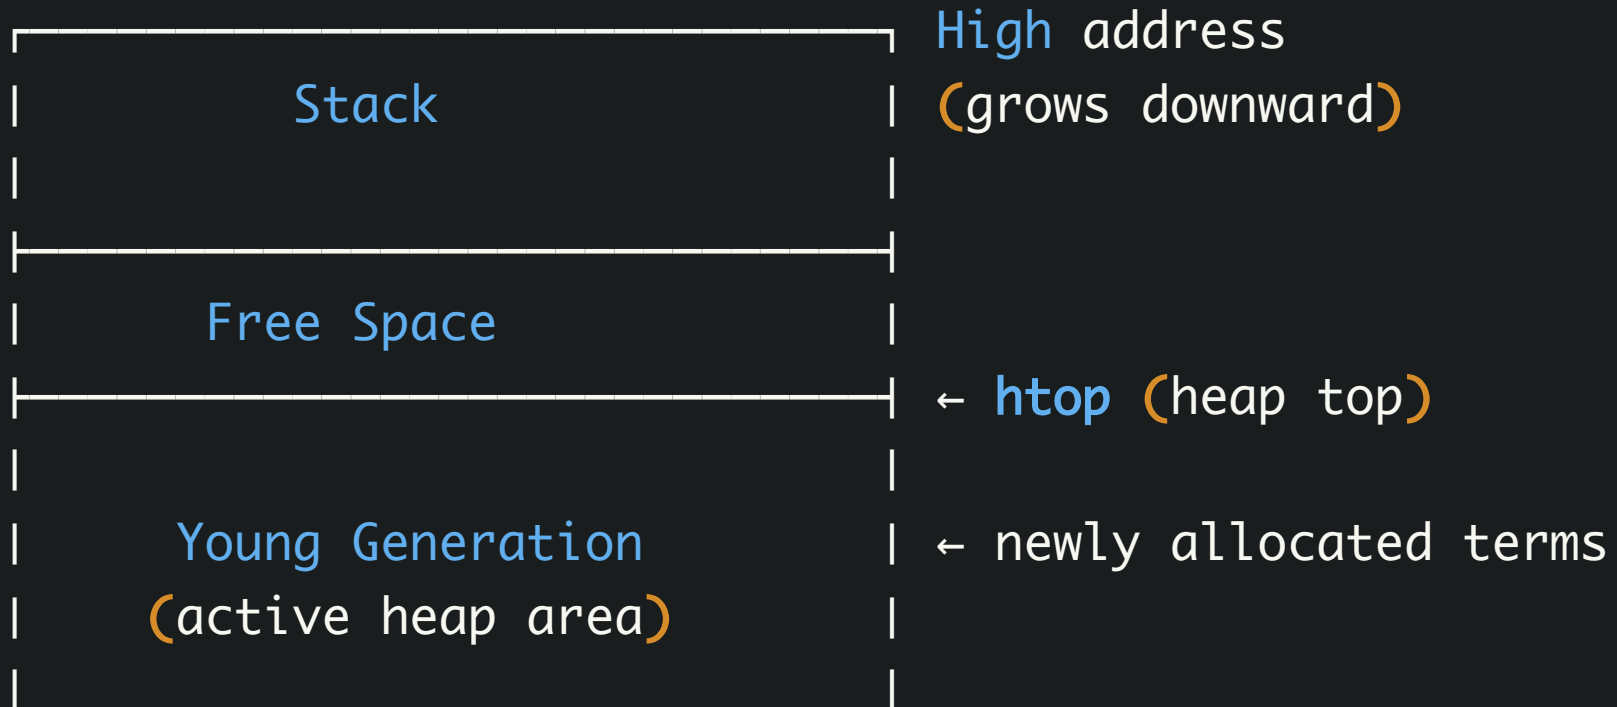 High address
Stack (grows downward)
Free Space
← htop (heap top)
Young Generation ← newly allocated terms
(active heap area)